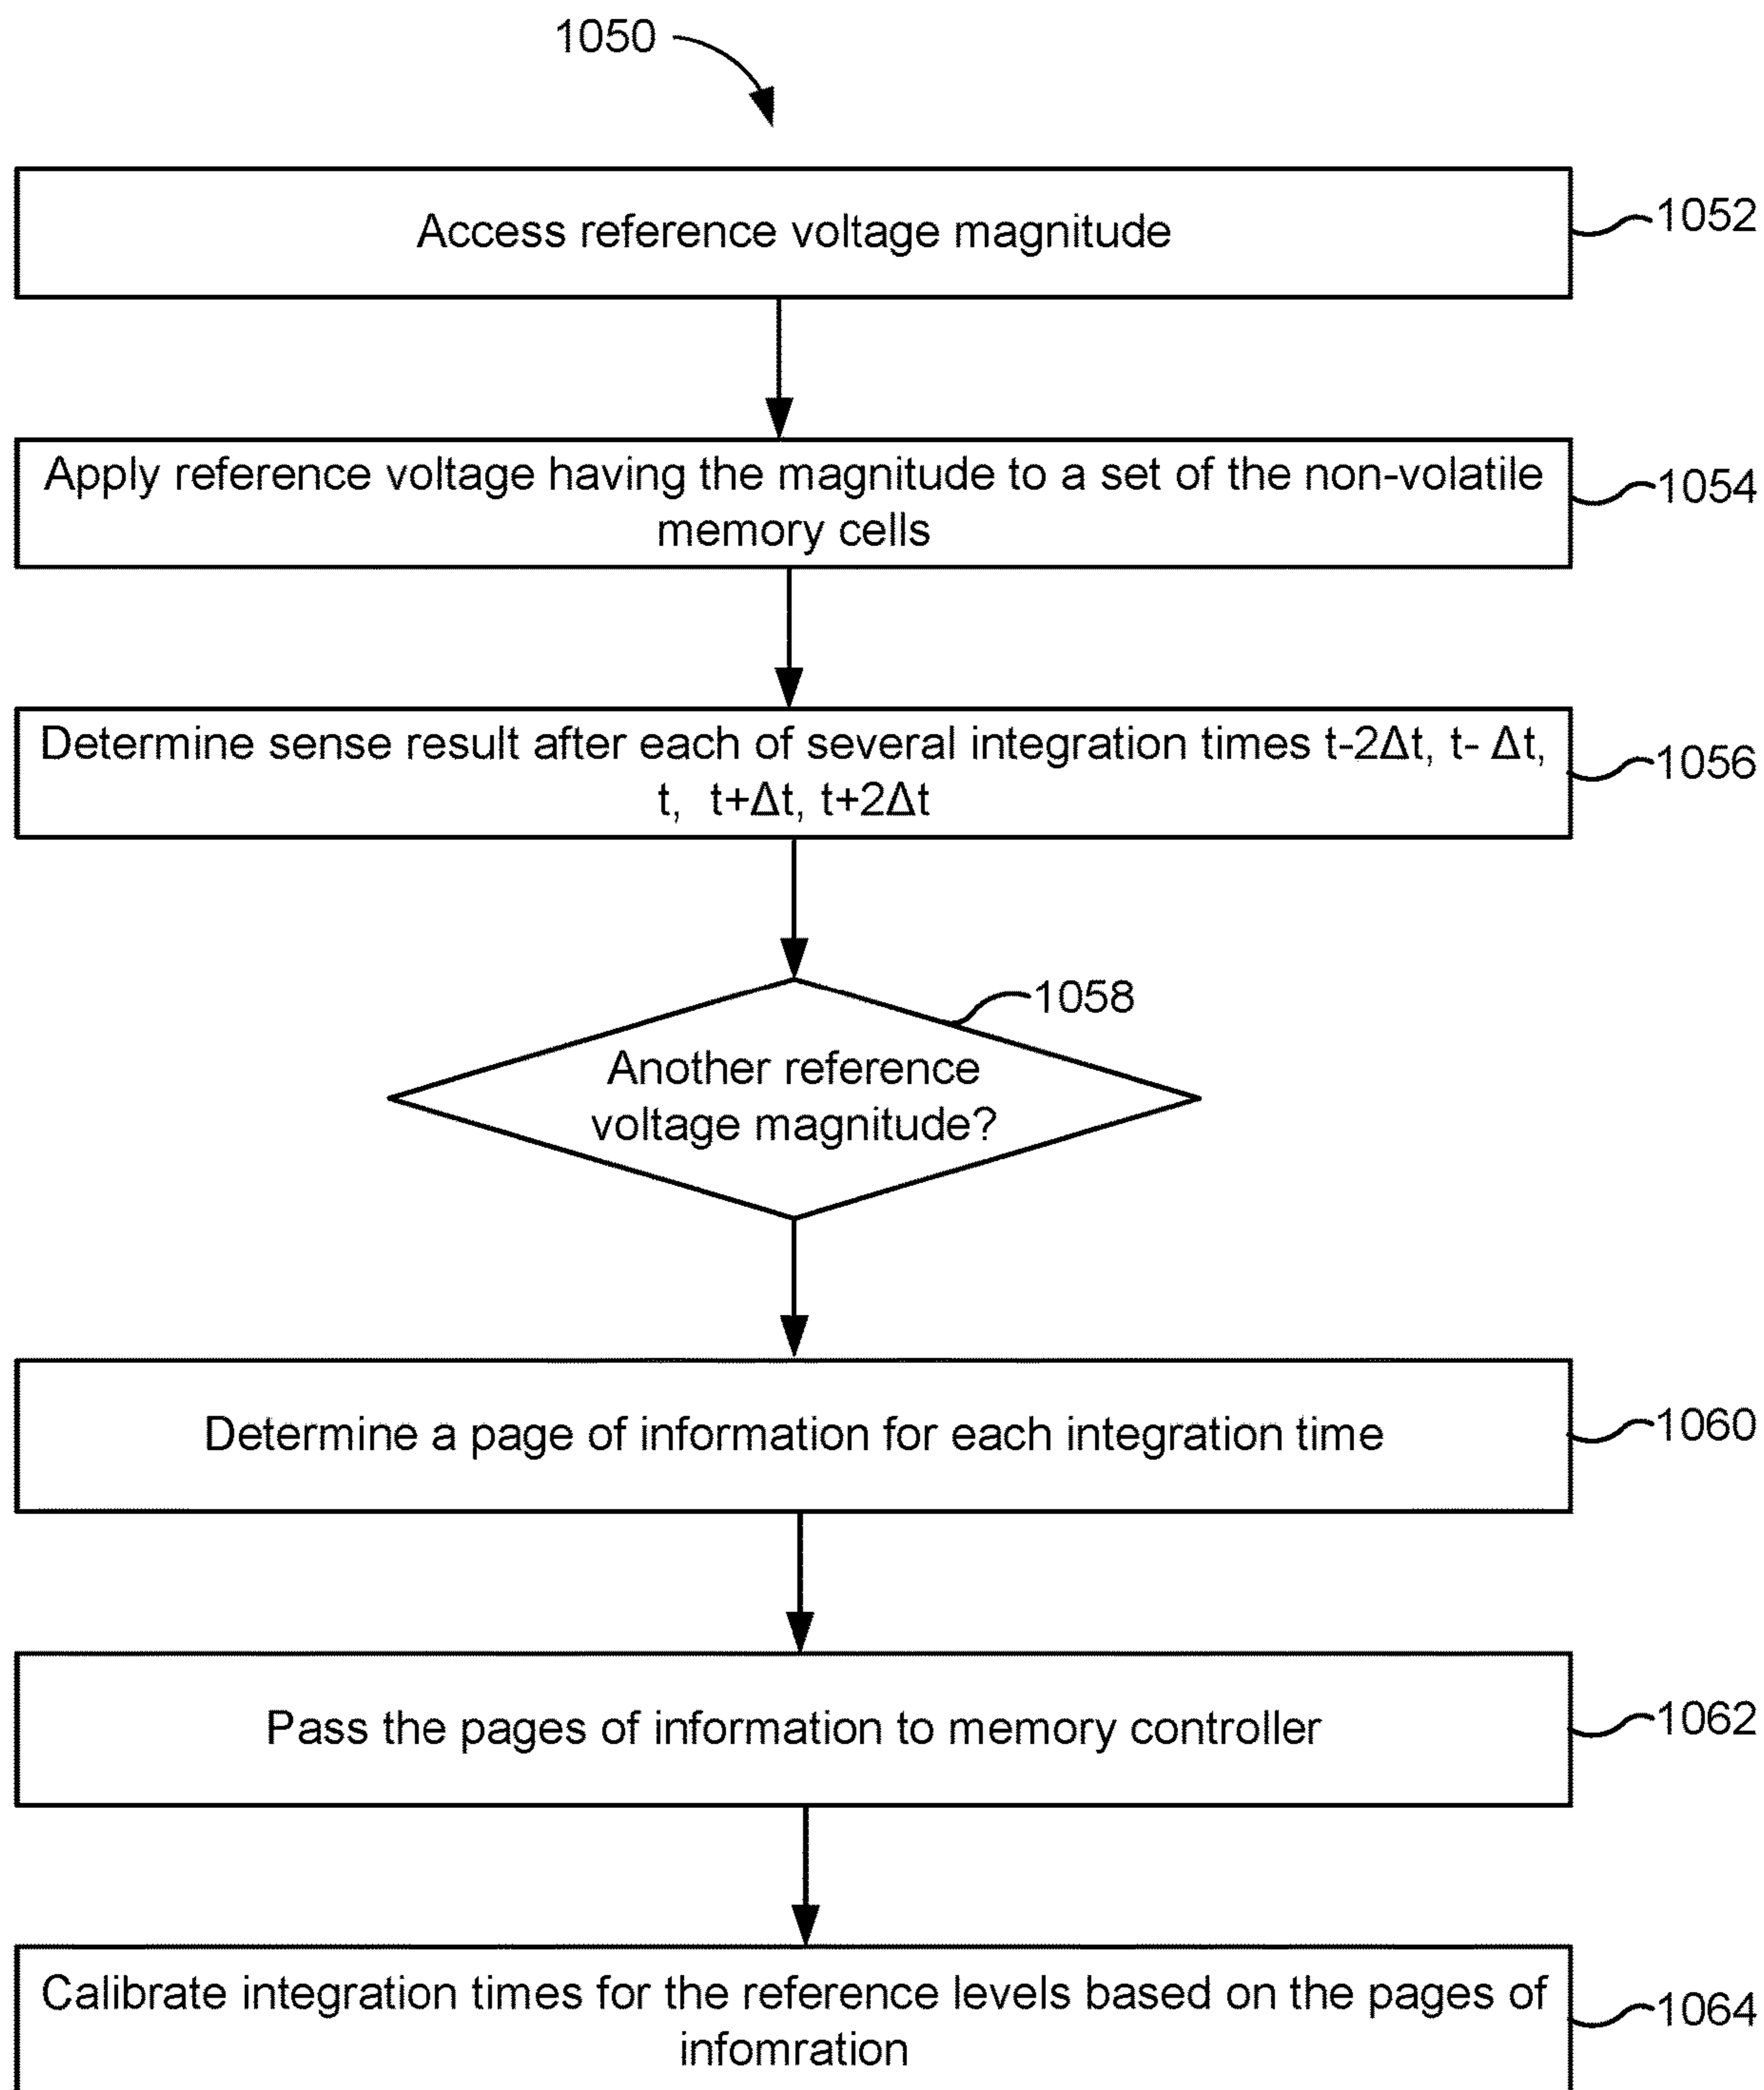 1050
Access reference voltage magnitude
1052
Apply reference voltage having the magnitude to a set of the non-volatile
memory cells
1054
Determine sense result after each of several integration times t-2Δt, t- Δt,
t, t+Δt, t+2Δt
1056
1058
Another reference
voltage magnitude?
Determine a page of information for each integration time
1060
Pass the pages of information to memory controller
1062
Calibrate integration times for the reference levels based on the pages of
infomration
1064